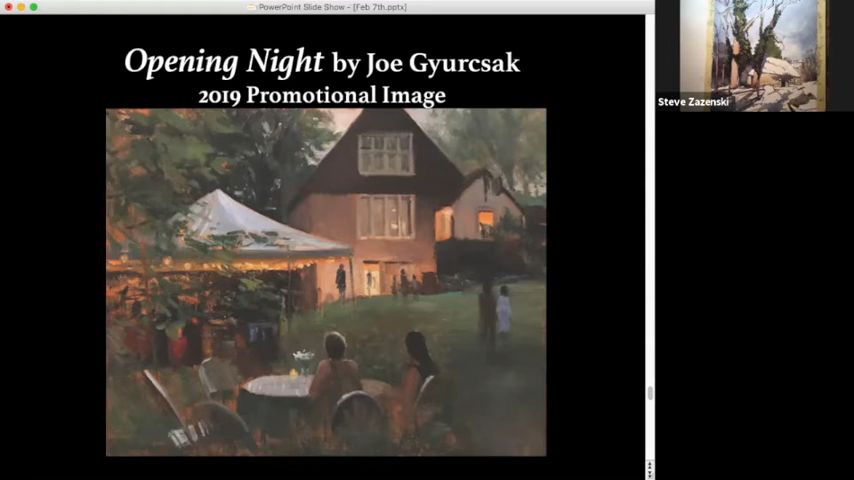 PowerPoint Slide Show - [Feb 7th.pptx]
Opening Night by Joe Gyurcsak
2019 Promotional Image
Steve Zazenski